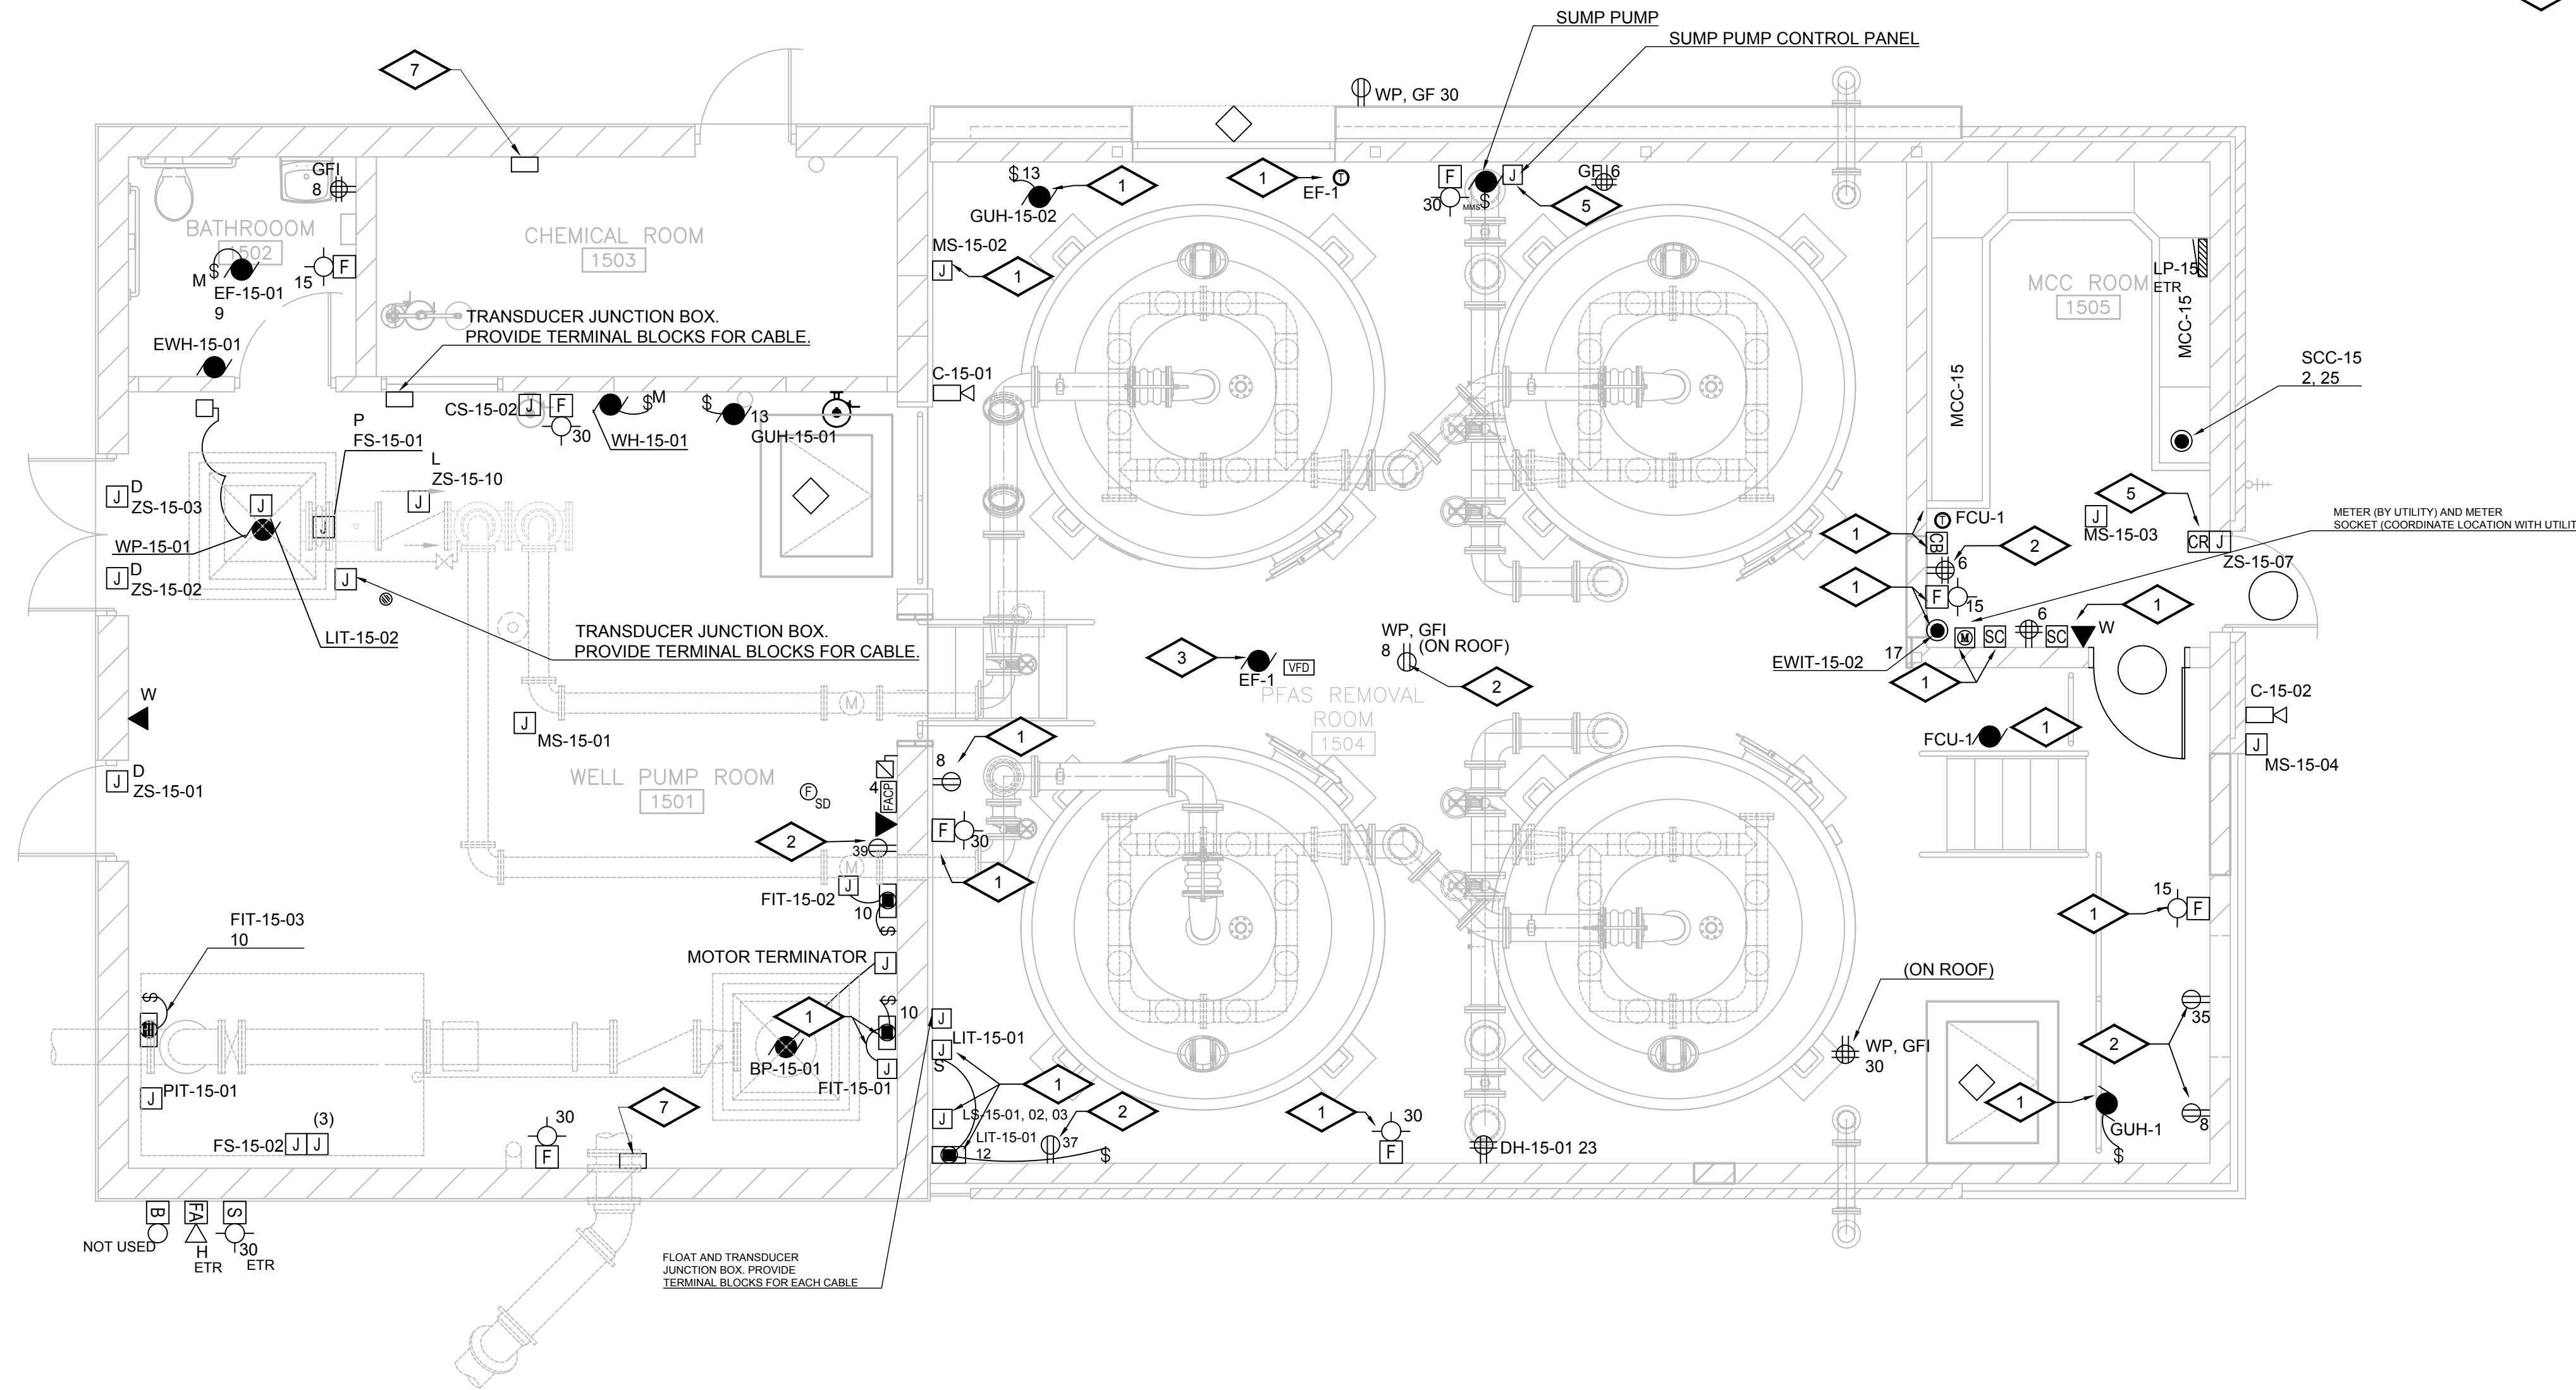 SUMP PUMP
SUMP PUMP CONTROL PANEL
7
WP, GF 30
GFI
8
BATHROOOM
1502
M $
EF-15-01
9
15
F
EWH-15-01
CHEMICAL ROOM
1503
TRANSDUCER JUNCTION BOX.
PROVIDE TERMINAL BLOCKS FOR CABLE.
$ 13
GUH-15-02
1
1
EF-1
T
F
30
MMS
$
J
5
GFI 6
MS-15-02
J
1
C-15-01
MCC ROOM
1505
LP-15
ETR
MCC-15
MCC-15
SCC-15
2, 25
CS-15-02
J
F
30
$ M
WH-15-01
$
13
GUH-15-01
P
FS-15-01
L
ZS-15-10
J
J
J
J
D
ZS-15-03
WP-15-01
J
D
ZS-15-02
J
LIT-15-02
TRANSDUCER JUNCTION BOX.
PROVIDE TERMINAL BLOCKS FOR CABLE.
5
J
MS-15-03
CR J
ZS-15-07
METER (BY UTILITY) AND METER
SOCKET (COORDINATE LOCATION WITH UTILIT
1
T
FCU-1
CB
2
6
1
F
15
M
SC
6
SC
W
1
17
EWIT-15-02
1
WP, GFI
8 (ON ROOF)
2
3
EF-1
VFD
PFAS REMOVAL
ROOM
1504
W
J
MS-15-01
M
WELL PUMP ROOM
1501
J
D
ZS-15-01
F
SD
4
FACP
8
1
2
39
F
30
1
M
J
FIT-15-02
10
$
FCU-1
1
C-15-02
J
MS-15-04
15
1
F
FIT-15-03
10
$
MOTOR TERMINATOR
J
1
$
10
BP-15-01
FIT-15-01
J
J
PIT-15-01
(3)
FS-15-02
J J
30
F
7
J
LIT-15-01
J
S
1
J
LS-15-01, 02, 03
LIT-15-01
12
37
2
$
1
30
F
DH-15-01 23
(ON ROOF)
WP, GFI
30
35
2
1
GUH-1
$
8
B
FA
S
NOT USED
H
ETR
30
ETR
FLOAT AND TRANSDUCER
JUNCTION BOX. PROVIDE
TERMINAL BLOCKS FOR EACH CABLE